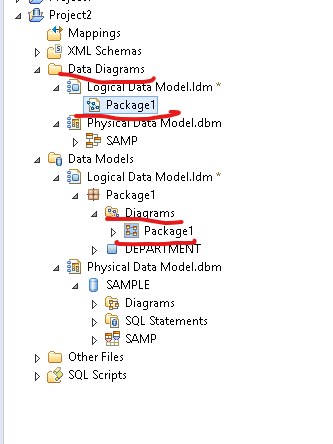 Project2
Mappings
XML Schemas
Data Diagrams
Logical Data Model.ldm *
Package1
Physical Data Model.dbm
SAMP
Data Models
Logical Data Model.ldm *
Package1
Diagrams
Package1
DEPARTMENT
Physical Data Model.dbm
SAMPLE
Diagrams
SQL Statements
SAMP
Other Files
SQL Scripts